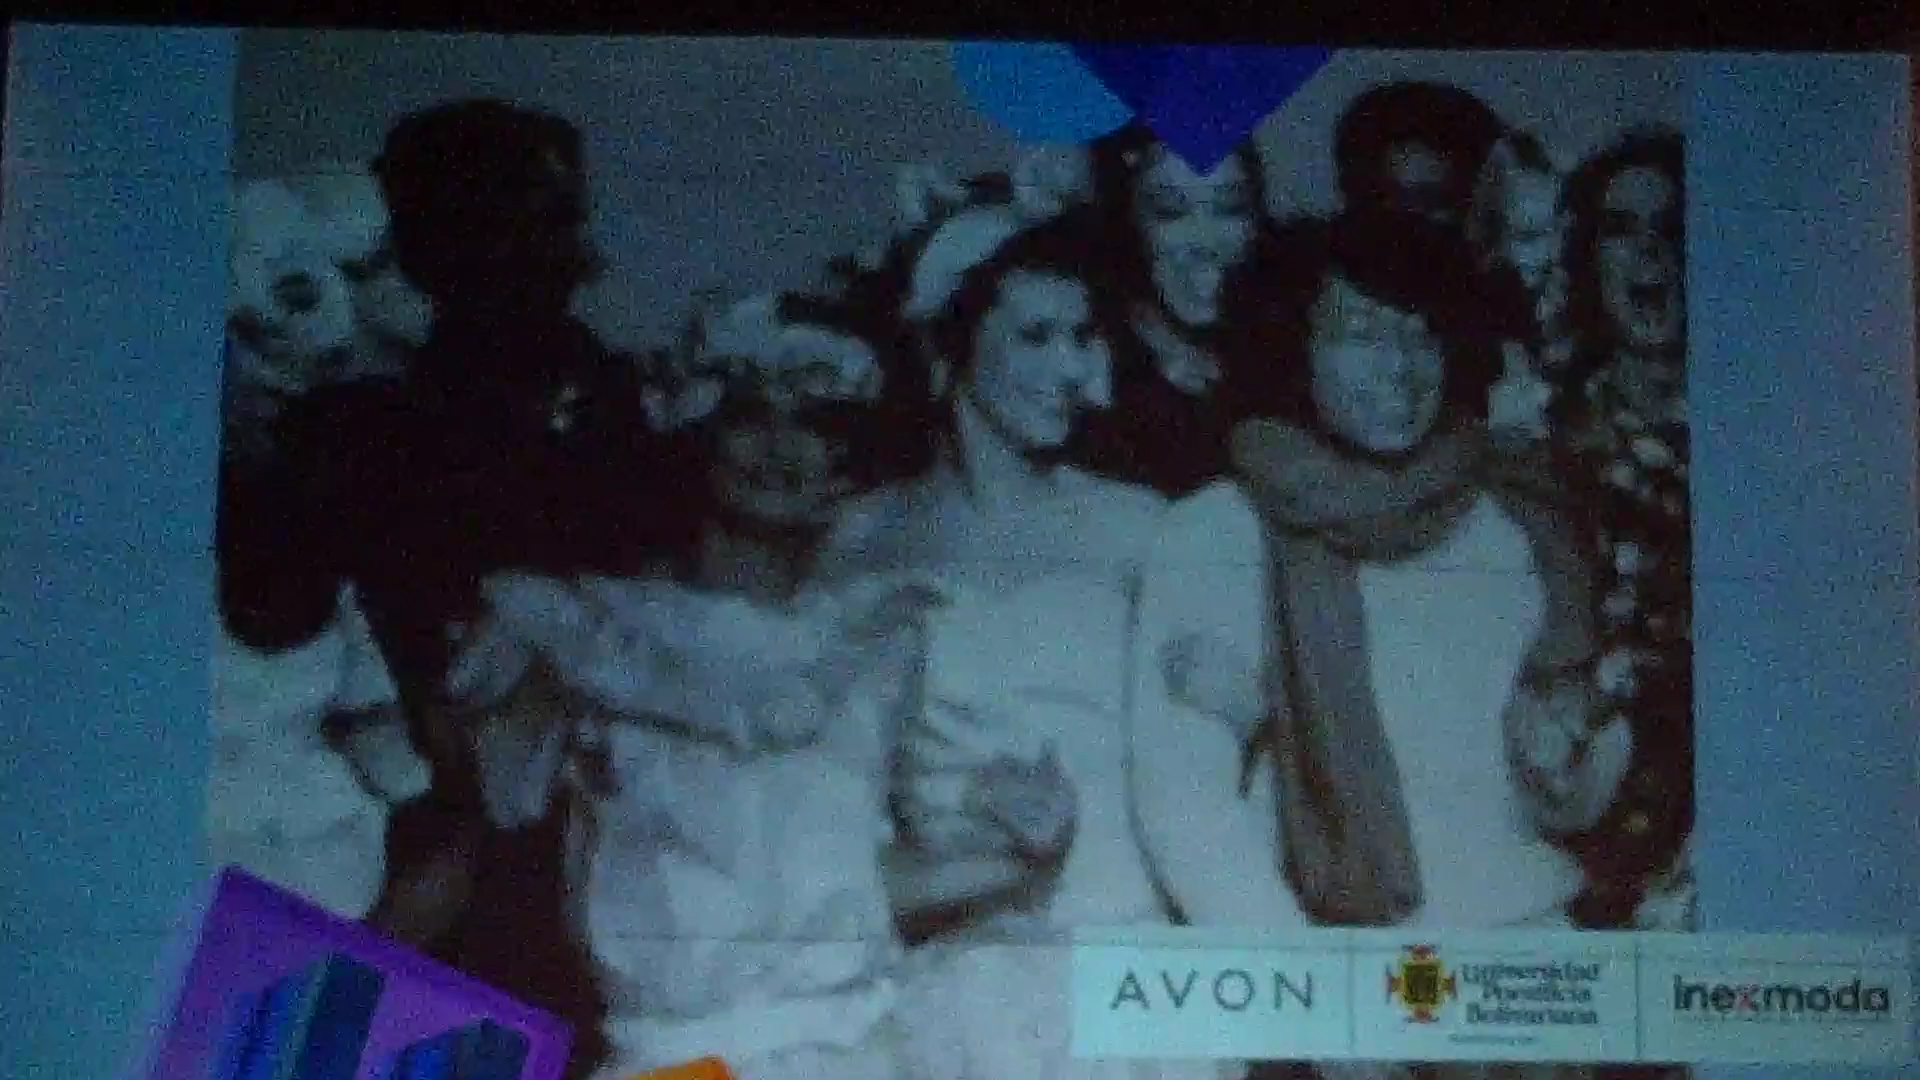 AVON
Universidad
Pontificia
Bolivariana
inexmoda